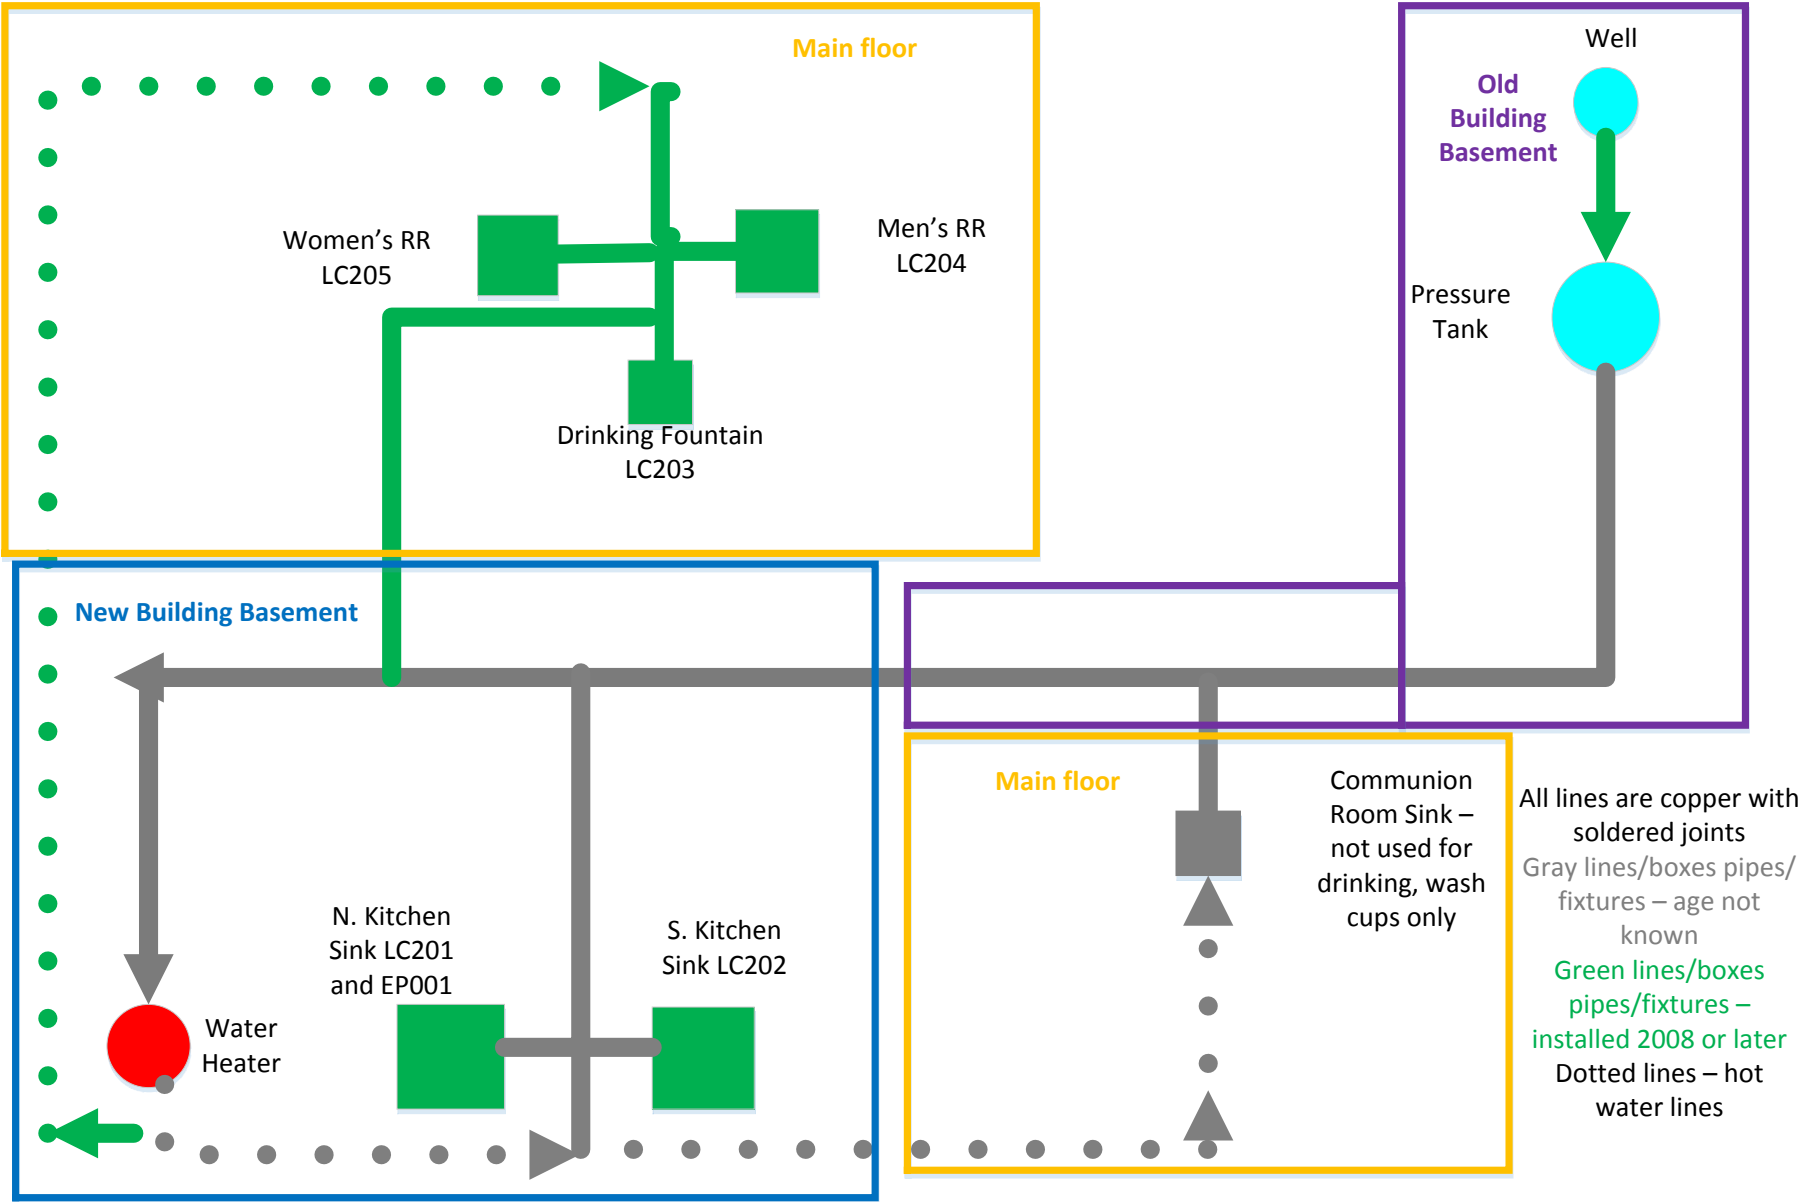 Main floor
Well
Old
Building
Basement
Women's RR
LC205
Men's RR
LC204
Pressure
Tank
Drinking Fountain
LC203
New Building Basement
Main floor
Communion
Room Sink –
not used for
drinking, wash
cups only
All lines are copper with
soldered joints
Gray lines/boxes pipes/
fixtures – age not
known
Green lines/boxes
pipes/fixtures –
installed 2008 or later
Dotted lines – hot
water lines
N. Kitchen
Sink LC201
and EP001
S. Kitchen
Sink LC202
Water
Heater